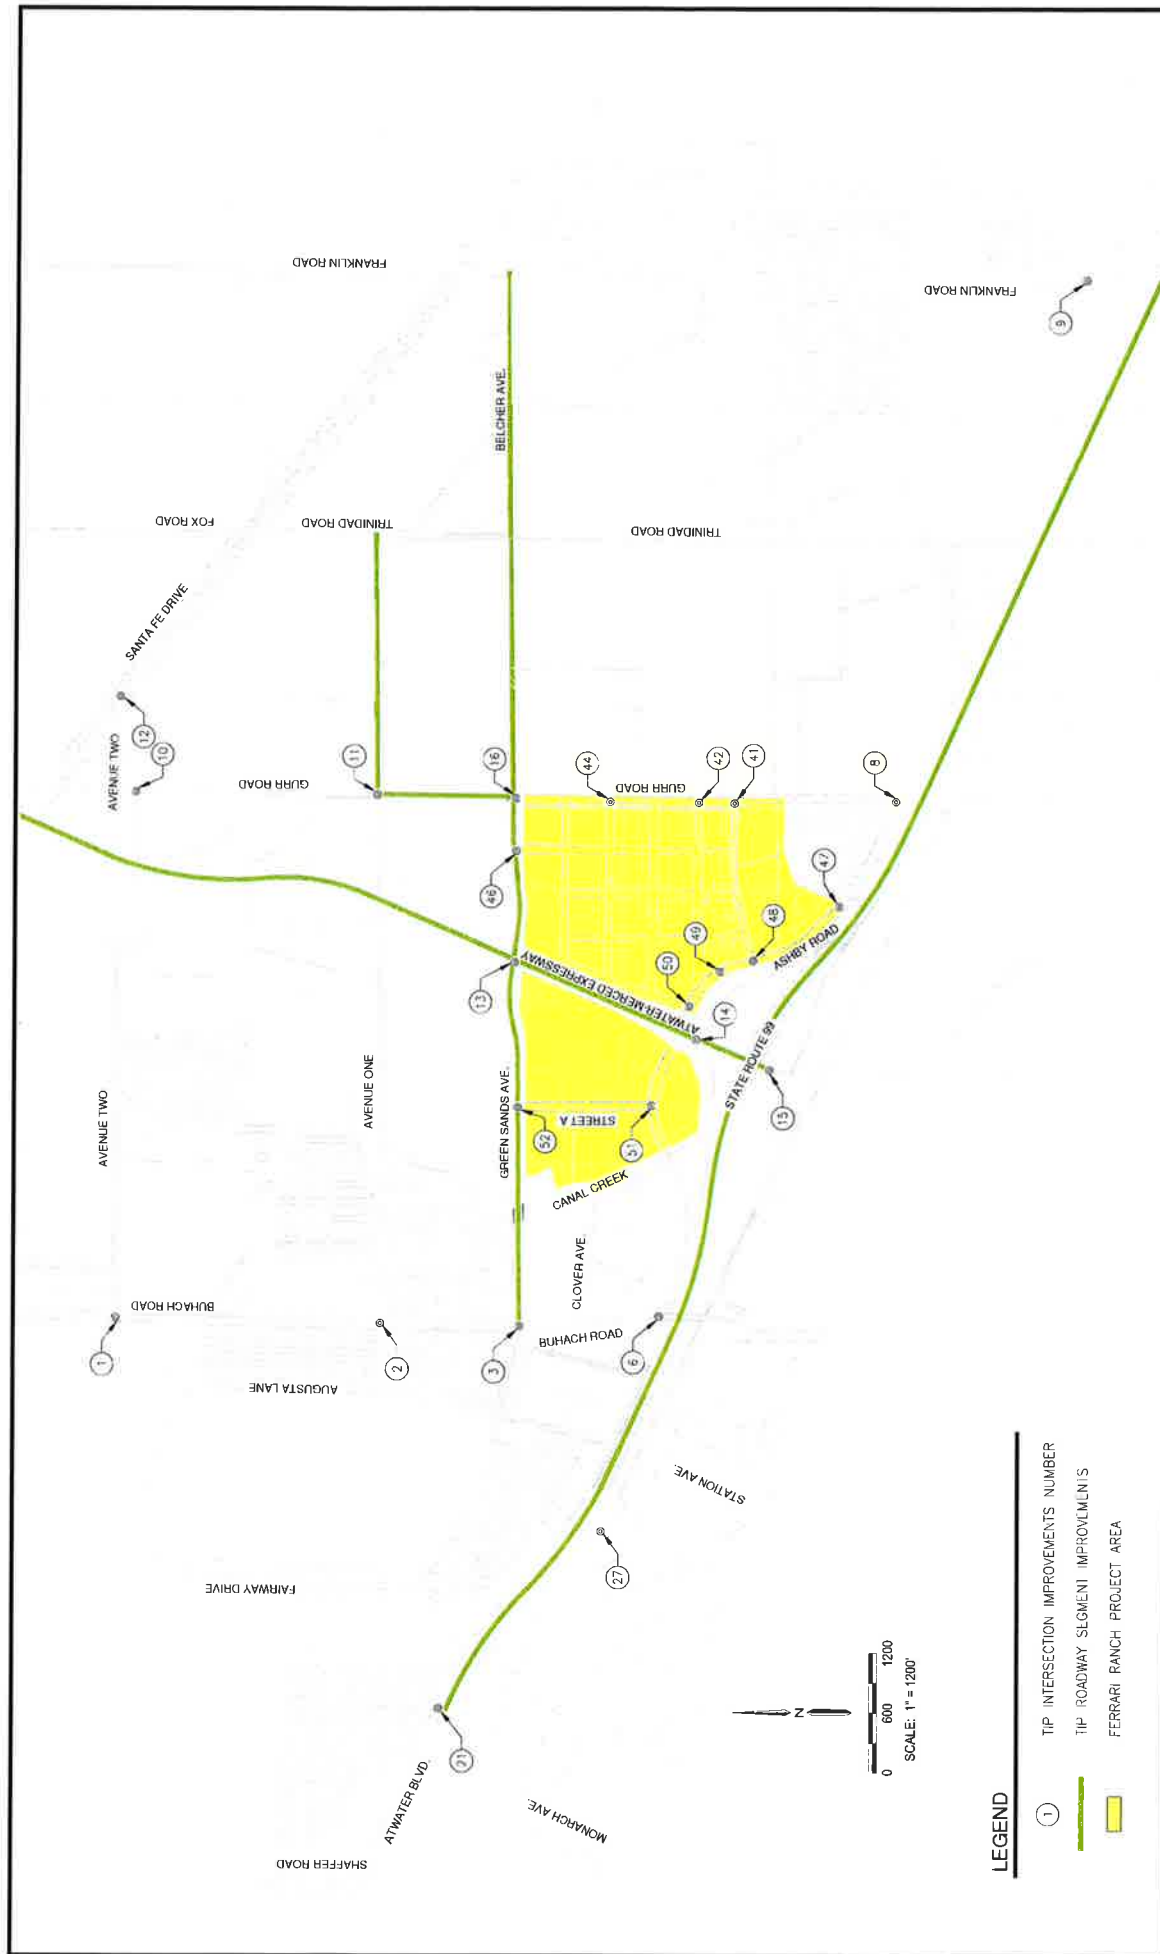 FRANKLIN ROAD
FRANKLIN ROAD
9
BELCHER AVE.
FOX ROAD
TRINIDAD ROAD
TRINIDAD ROAD
SANTA FE DRIVE
12
10
AVENUE TWO
GURR ROAD
11
16
44
GURR ROAD
42
41
8
46
47
13
ATWATER-MERCED EXPRESSWAY
50
49
48
ASHBY ROAD
14
STATE ROUTE 99
15
AVENUE TWO
AVENUE ONE
GREEN SANDS AVE.
52
STREET A
51
CANAL CREEK
CLOVER AVE.
BUHACH ROAD
1
2
3
BUHACH ROAD
6
AUGUSTA LANE
STATION AVE.
27
FAIRWAY DRIVE
21
ATWATER BLVD.
MONARCH AVE.
SHAFFER ROAD
N
0 600 1200
SCALE: 1" = 1200'
LEGEND
1 TIP INTERSECTION IMPROVEMENTS NUMBER
TIP ROADWAY SEGMENT IMPROVEMENTS
FERRARI RANCH PROJECT AREA